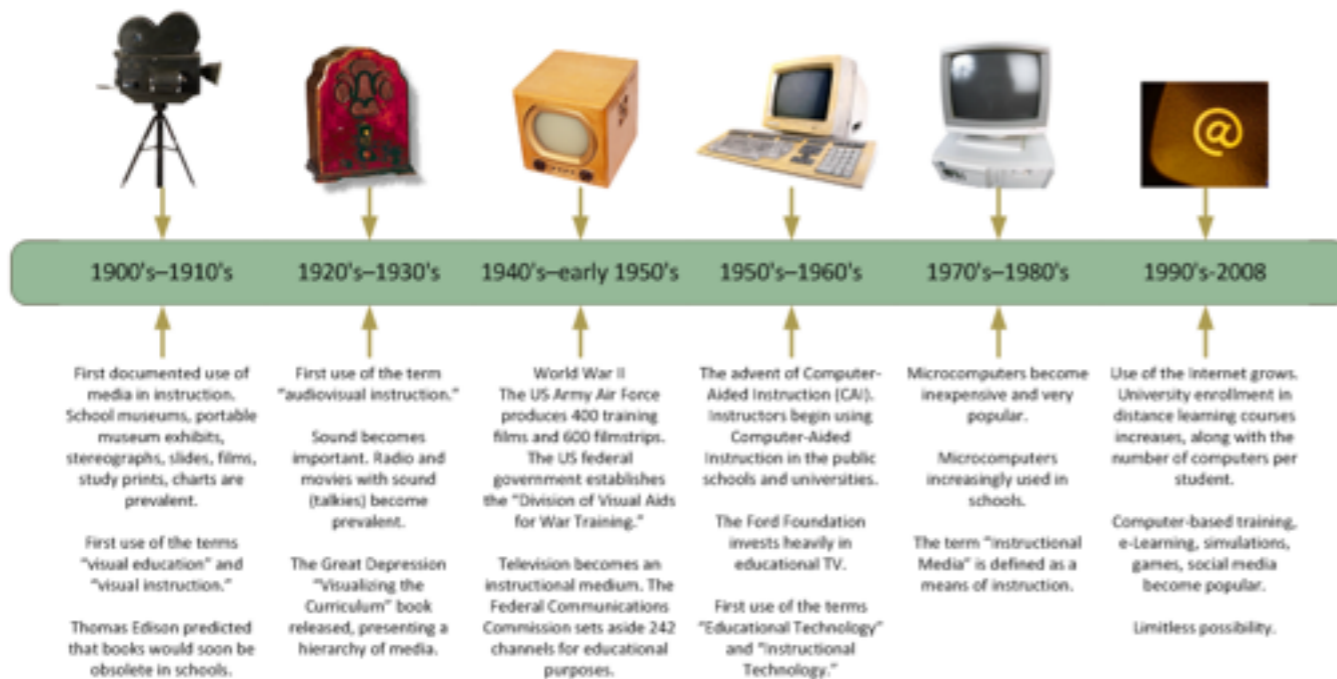 @
1900's–1910's
1920's–1930's
1940's–early 1950's
1950's–1960's
1970's–1980's
1990's-2008
First documented use of
media in instruction.
School museums, portable
museum exhibits,
stereographs, slides, films,
study prints, charts are
prevalent.
First use of the terms
"visual education" and
"visual instruction."
Thomas Edison predicted
that books would soon be
obsolete in schools.
First use of the term
"audiovisual instruction."
Sound becomes
important. Radio and
movies with sound
(talkies) become
prevalent.
The Great Depression
"Visualizing the
Curriculum" book
released, presenting a
hierarchy of media.
World War II
The US Army Air Force
produces 400 training
films and 600 filmstrips.
The US federal
government establishes
the "Division of Visual Aids
for War Training."
Television becomes an
instructional medium. The
Federal Communications
Commission sets aside 242
channels for educational
purposes.
The advent of Computer-
Aided Instruction (CAI).
Instructors begin using
Computer-Aided
Instruction in the public
schools and universities.
The Ford Foundation
invests heavily in
educational TV.
First use of the terms
"Educational Technology"
and "Instructional
Technology."
Microcomputers become
inexpensive and very
popular.
Microcomputers
increasingly used in
schools.
The term "Instructional
Media" is defined as a
means of instruction.
Use of the Internet grows.
University enrollment in
distance learning courses
increases, along with the
number of computers per
student.
Computer-based training,
e-Learning, simulations,
games, social media
become popular.
Limitless possibility.